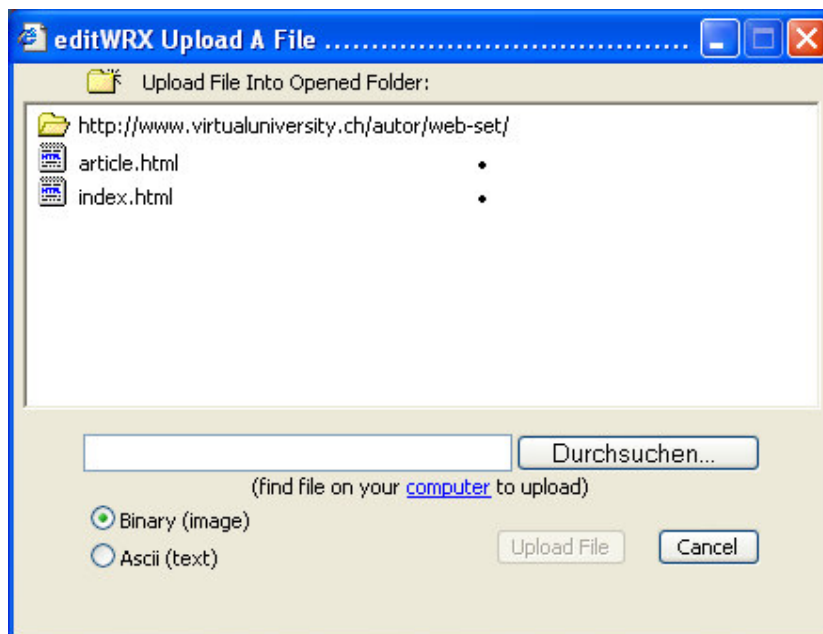 editWRX Upload A File ........................................
Upload File Into Opened Folder:
http://www.virtualuniversity.ch/autor/web-set/
article.html •
index.html •
Durchsuchen...
(find file on your computer to upload)
Binary (image)
Ascii (text)
Upload File Cancel